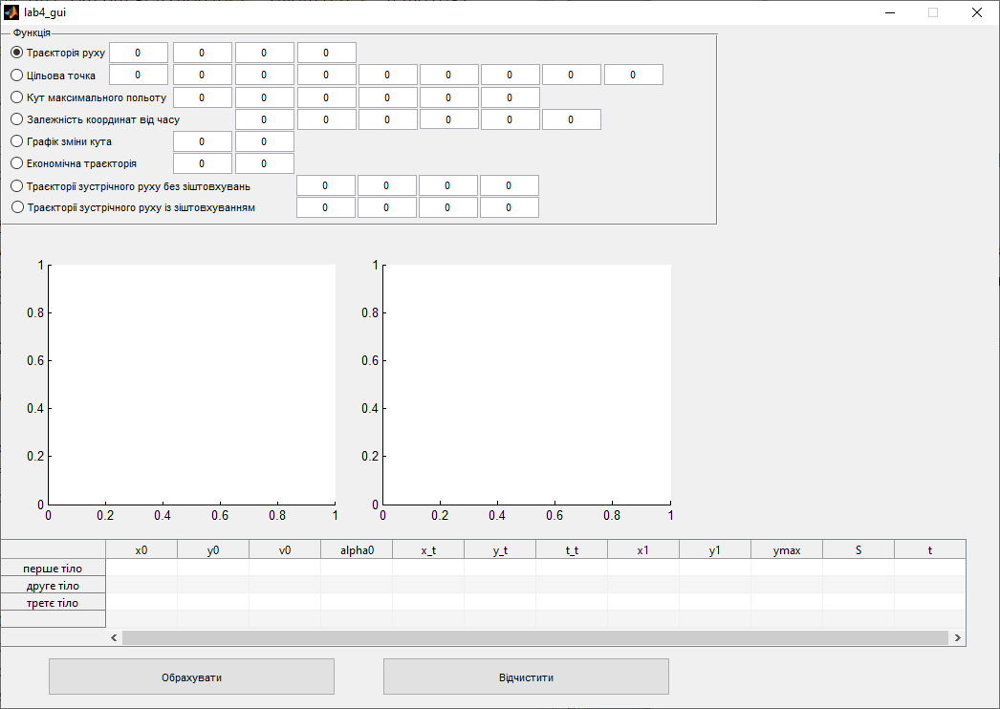 lab4_gui
Функція
Траєкторія руху 0 0 0 0
Цільова точка 0 0 0 0 0 0 0 0 0
Кут максимального польоту 0 0 0 0 0 0
Залежність координат від часу 0 0 0 0 0 0
Графік зміни кута 0 0
Економічна траєкторія 0 0
Траєкторії зустрічного руху без зіштовхувань 0 0 0 0
Траєкторії зустрічного руху із зіштовхуванням 0 0 0 0
1 1
0.8 0.8
0.6 0.6
0.4 0.4
0.2 0.2
0 0
0 0.2 0.4 0.6 0.8 1 0 0.2 0.4 0.6 0.8 1
x0 y0 v0 alpha0 x_t y_t t_t x1 y1 ymax S t
перше тіло
друге тіло
третє тіло
Обрахувати Відчистити